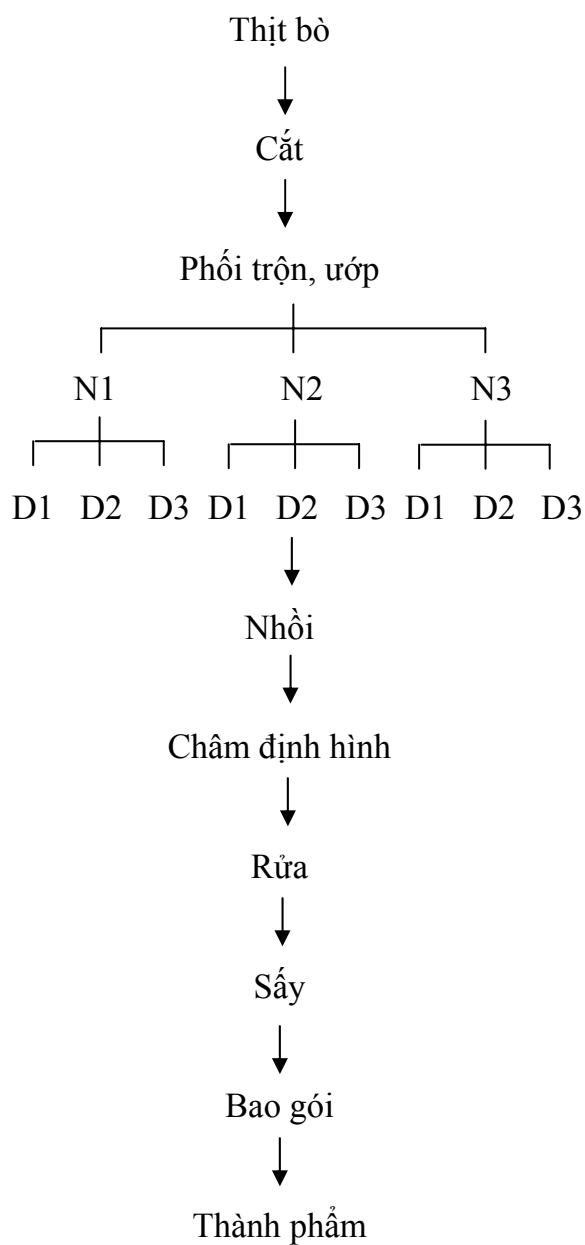 Thịt bò
Cắt
Phối trộn, ướp
N1 N2 N3
D1 D2 D3 D1 D2 D3 D1 D2 D3
Nhồi
Châm định hình
Rửa
Sấy
Bao gói
Thành phẩm